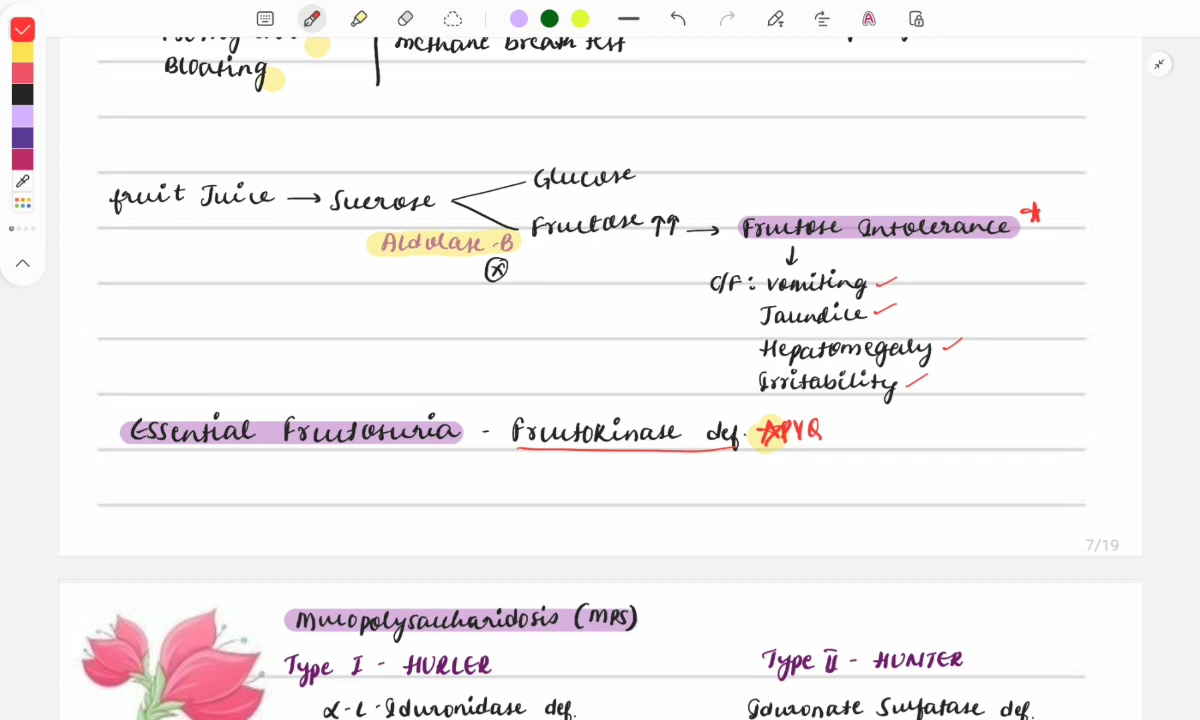 methane breath test
Bloating
Glucose
fruit Juice → Sucrose
Fructose ↑↑ → Fructose Intolerance *
Aldolase-B
(x)
↓
C/F : vomiting ✓
Jaundice ✓
Hepatomegaly ✓
Irritability ✓
Essential Fructosuria - Fructokinase def. ☆PYQ
7/19
Mucopolysaccharidosis (MPS)
Type I - HURLER
Type II - HUNTER
α-L-Iduronidase def.
Iduronate Sulfatase def.